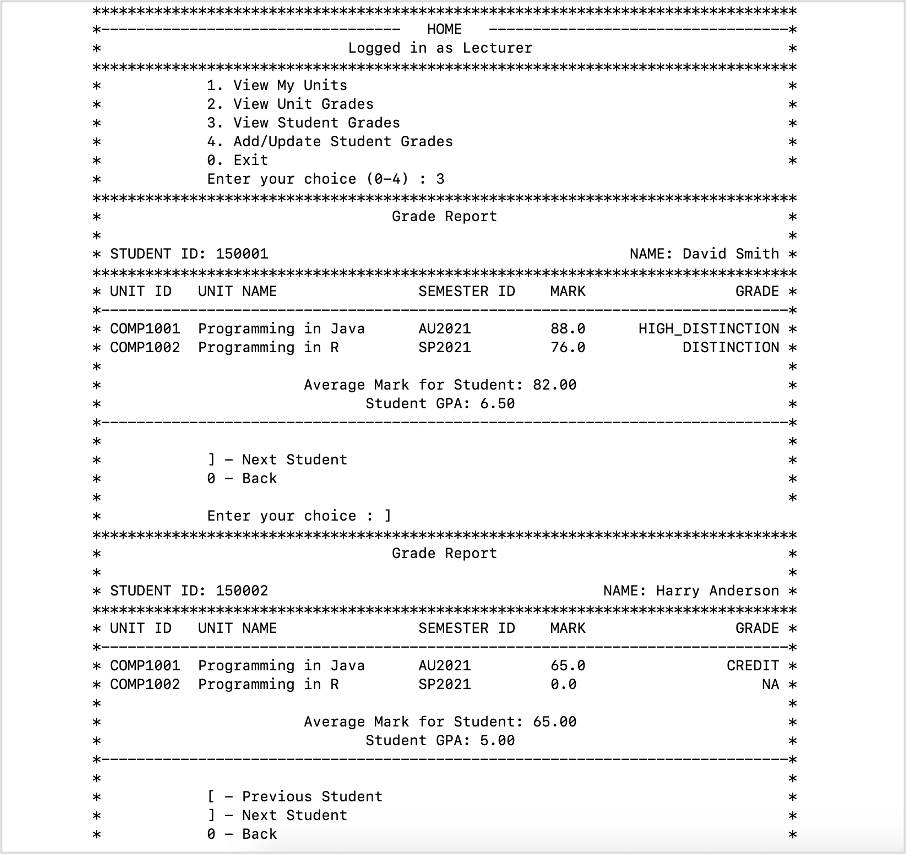 ********************************************************************************
*---------------------------------- HOME ----------------------------------*
* Logged in as Lecturer *
********************************************************************************
* 1. View My Units *
* 2. View Unit Grades *
* 3. View Student Grades *
* 4. Add/Update Student Grades *
* 0. Exit *
* Enter your choice (0-4) : 3
********************************************************************************
* Grade Report *
* *
* STUDENT ID: 150001 NAME: David Smith *
********************************************************************************
* UNIT ID UNIT NAME SEMESTER ID MARK GRADE *
*------------------------------------------------------------------------------*
* COMP1001 Programming in Java AU2021 88.0 HIGH_DISTINCTION *
* COMP1002 Programming in R SP2021 76.0 DISTINCTION *
* *
* Average Mark for Student: 82.00 *
* Student GPA: 6.50 *
*------------------------------------------------------------------------------*
* *
* ] - Next Student *
* 0 - Back *
* *
* Enter your choice : ]
********************************************************************************
* Grade Report *
* *
* STUDENT ID: 150002 NAME: Harry Anderson *
********************************************************************************
* UNIT ID UNIT NAME SEMESTER ID MARK GRADE *
*------------------------------------------------------------------------------*
* COMP1001 Programming in Java AU2021 65.0 CREDIT *
* COMP1002 Programming in R SP2021 0.0 NA *
* *
* Average Mark for Student: 65.00 *
* Student GPA: 5.00 *
*------------------------------------------------------------------------------*
* *
* [ - Previous Student *
* ] - Next Student *
* 0 - Back *